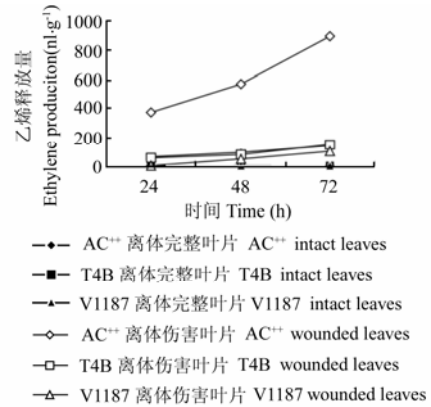 乙烯释放量
Ethylene produciton(nl·g⁻¹)
1000
800
600
400
200
0
24 48 72
时间 Time (h)
AC⁺⁺ 离体完整叶片 AC⁺⁺ intact leaves
T4B 离体完整叶片 T4B intact leaves
V1187 离体完整叶片 V1187 intact leaves
AC⁺⁺ 离体伤害叶片 AC⁺⁺ wounded leaves
T4B 离体伤害叶片 T4B wounded leaves
V1187 离体伤害叶片 V1187 wounded leaves